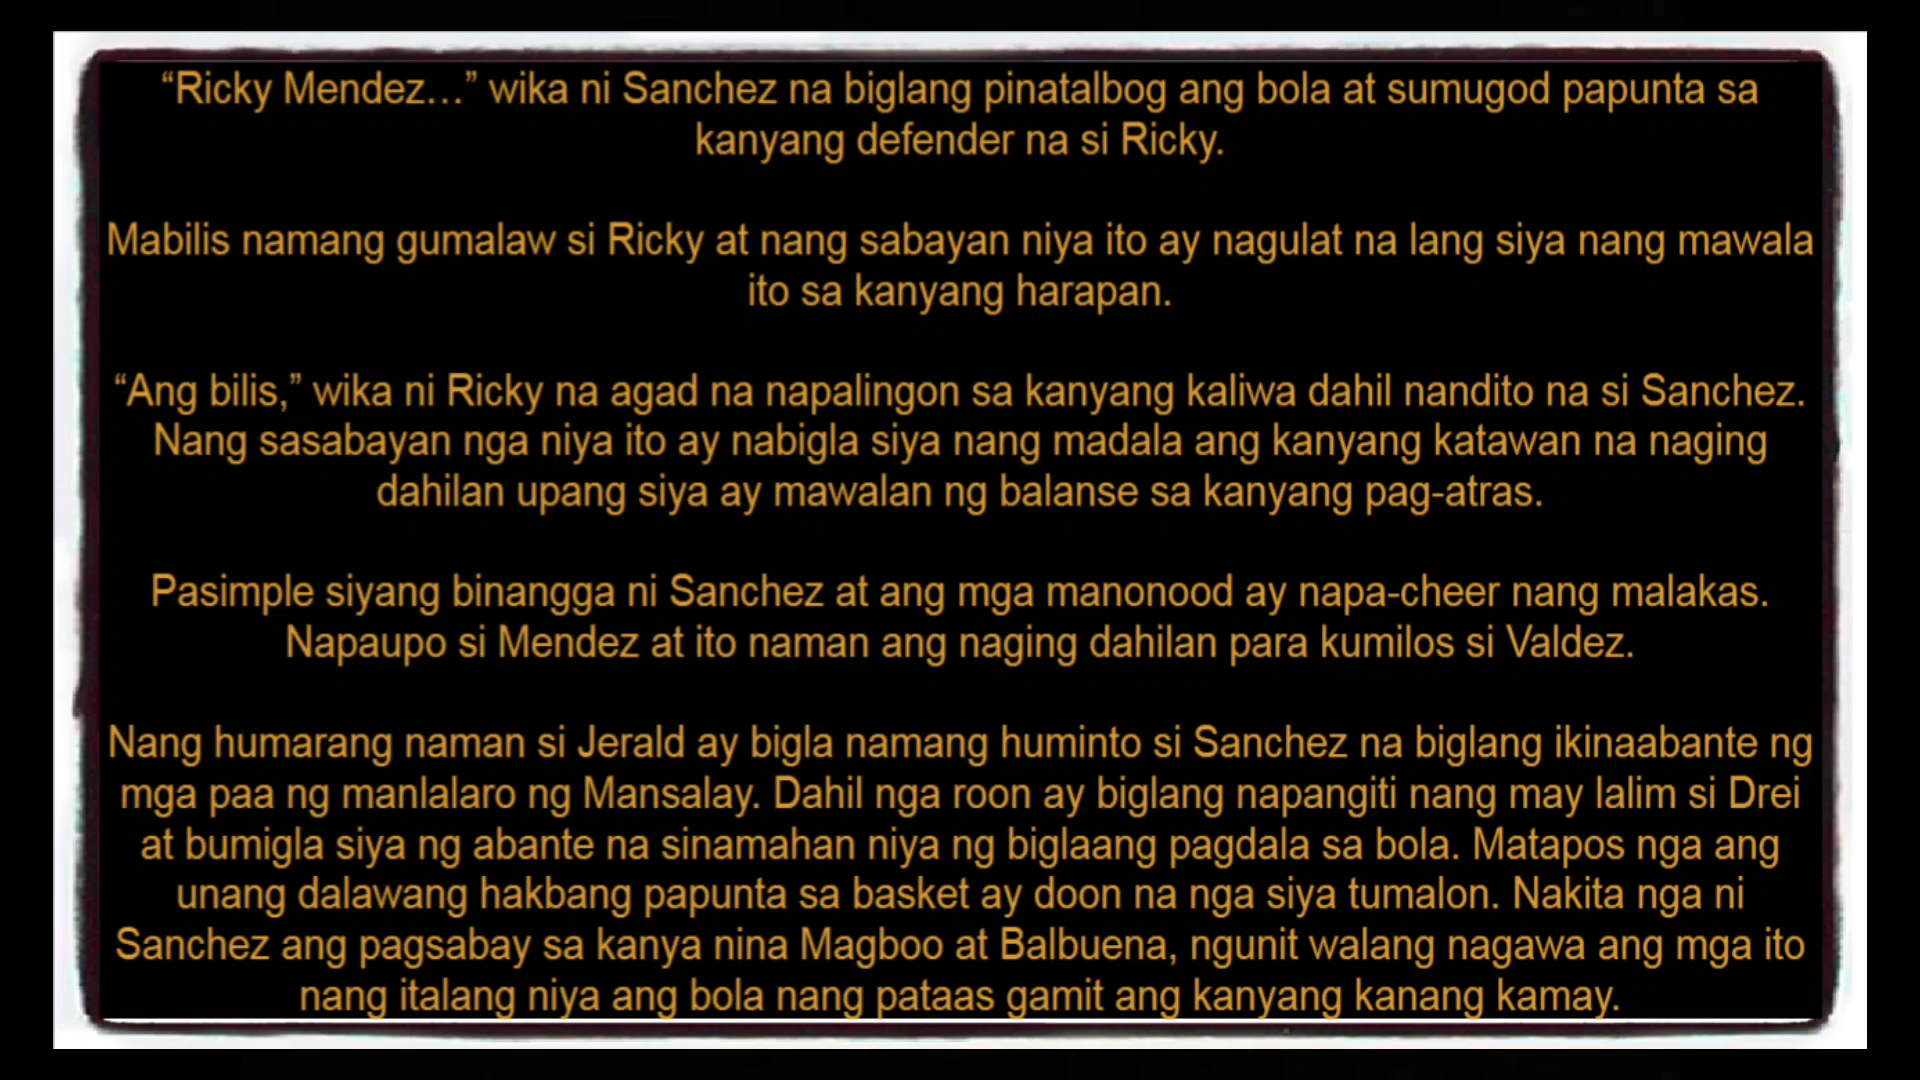 “Ricky Mendez…” wika ni Sanchez na biglang pinatalbog ang bola at sumugod papunta sa
kanyang defender na si Ricky.
Mabilis namang gumalaw si Ricky at nang sabayan niya ito ay nagulat na lang siya nang mawala
ito sa kanyang harapan.
“Ang bilis,” wika ni Ricky na agad na napalingon sa kanyang kaliwa dahil nandito na si Sanchez.
Nang sasabayan nga niya ito ay nabigla siya nang madala ang kanyang katawan na naging
dahilan upang siya ay mawalan ng balanse sa kanyang pag-atras.
Pasimple siyang binangga ni Sanchez at ang mga manonood ay napa-cheer nang malakas.
Napaupo si Mendez at ito naman ang naging dahilan para kumilos si Valdez.
Nang humarang naman si Jerald ay bigla namang huminto si Sanchez na biglang ikinaabante ng
mga paa ng manlalaro ng Mansalay. Dahil nga roon ay biglang napangiti nang may lalim si Drei
at bumigla siya ng abante na sinamahan niya ng biglaang pagdala sa bola. Matapos nga ang
unang dalawang hakbang papunta sa basket ay doon na nga siya tumalon. Nakita nga ni
Sanchez ang pagsabay sa kanya nina Magboo at Balbuena, ngunit walang nagawa ang mga ito
nang italang niya ang bola nang pataas gamit ang kanyang kanang kamay.